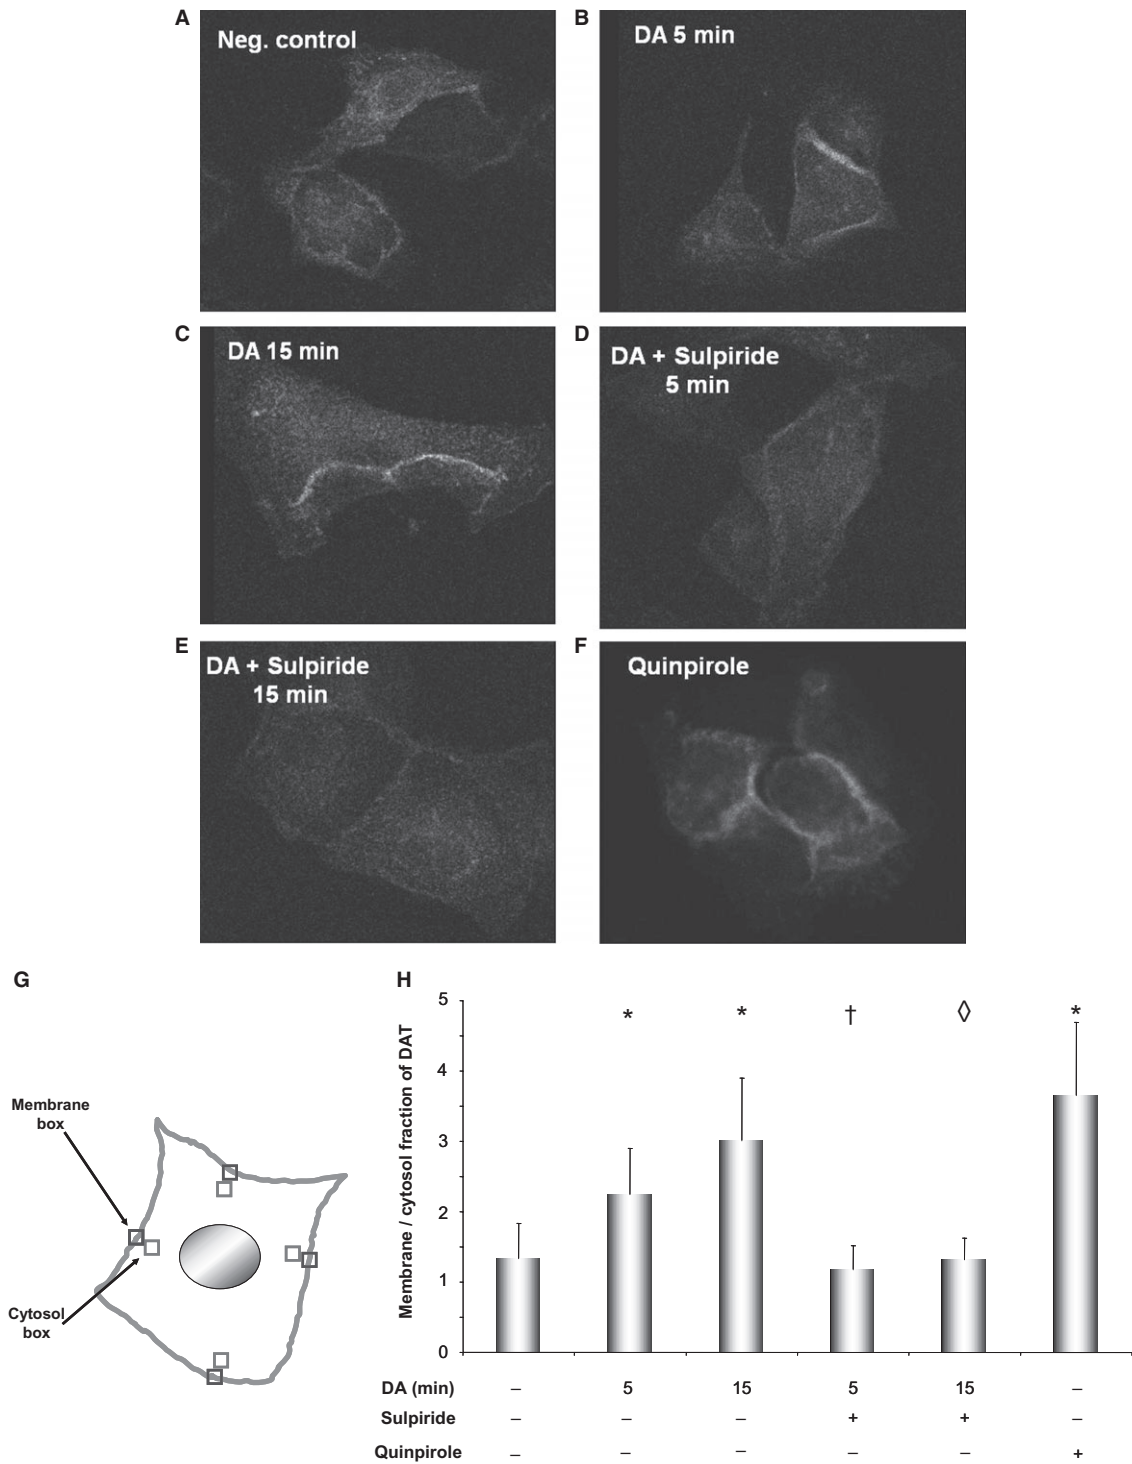 A
Neg. control
B
DA 5 min
C
DA 15 min
D
DA + Sulpiride
5 min
E
DA + Sulpiride
15 min
F
Quinpirole
G
Membrane
box
Cytosol
box
H
Membrane / cytosol fraction of DAT
5
4
3
2
1
0
* * † ◊ *
DA (min) – 5 15 5 15 –
Sulpiride – – – + + –
Quinpirole – – – – – +